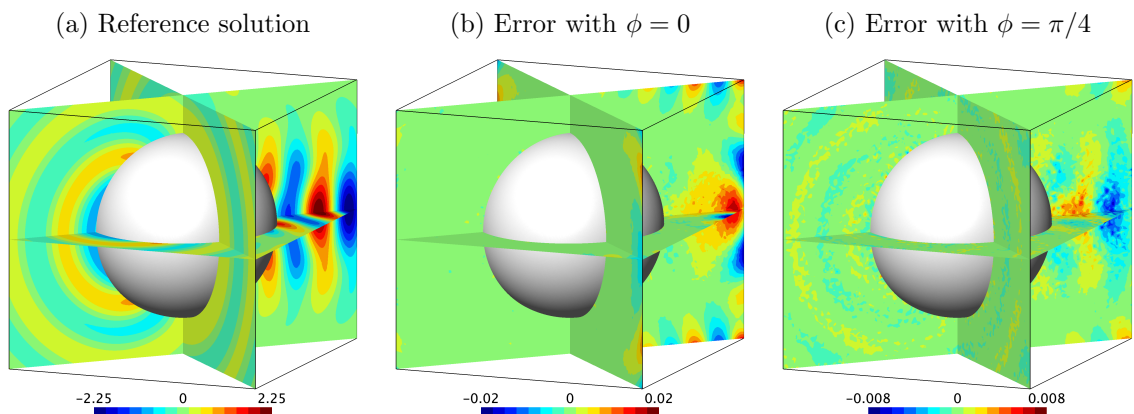 (a) Reference solution
(b) Error with ϕ = 0
(c) Error with ϕ = π/4
−2.25 0 2.25
−0.02 0 0.02
−0.008 0 0.008